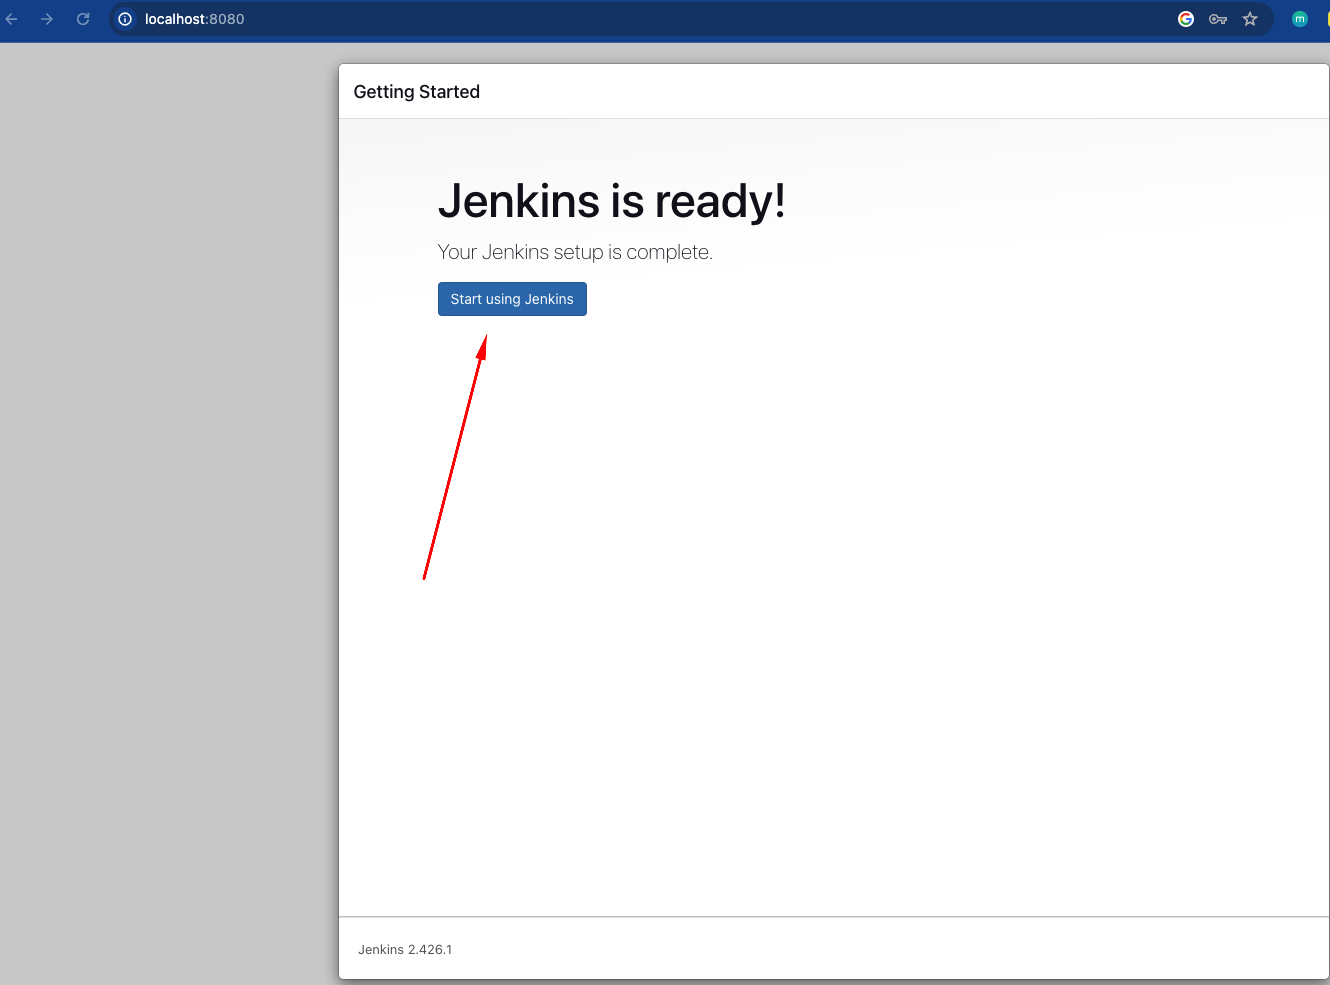 localhost:8080
m
Getting Started
Jenkins is ready!
Your Jenkins setup is complete.
Start using Jenkins
Jenkins 2.426.1